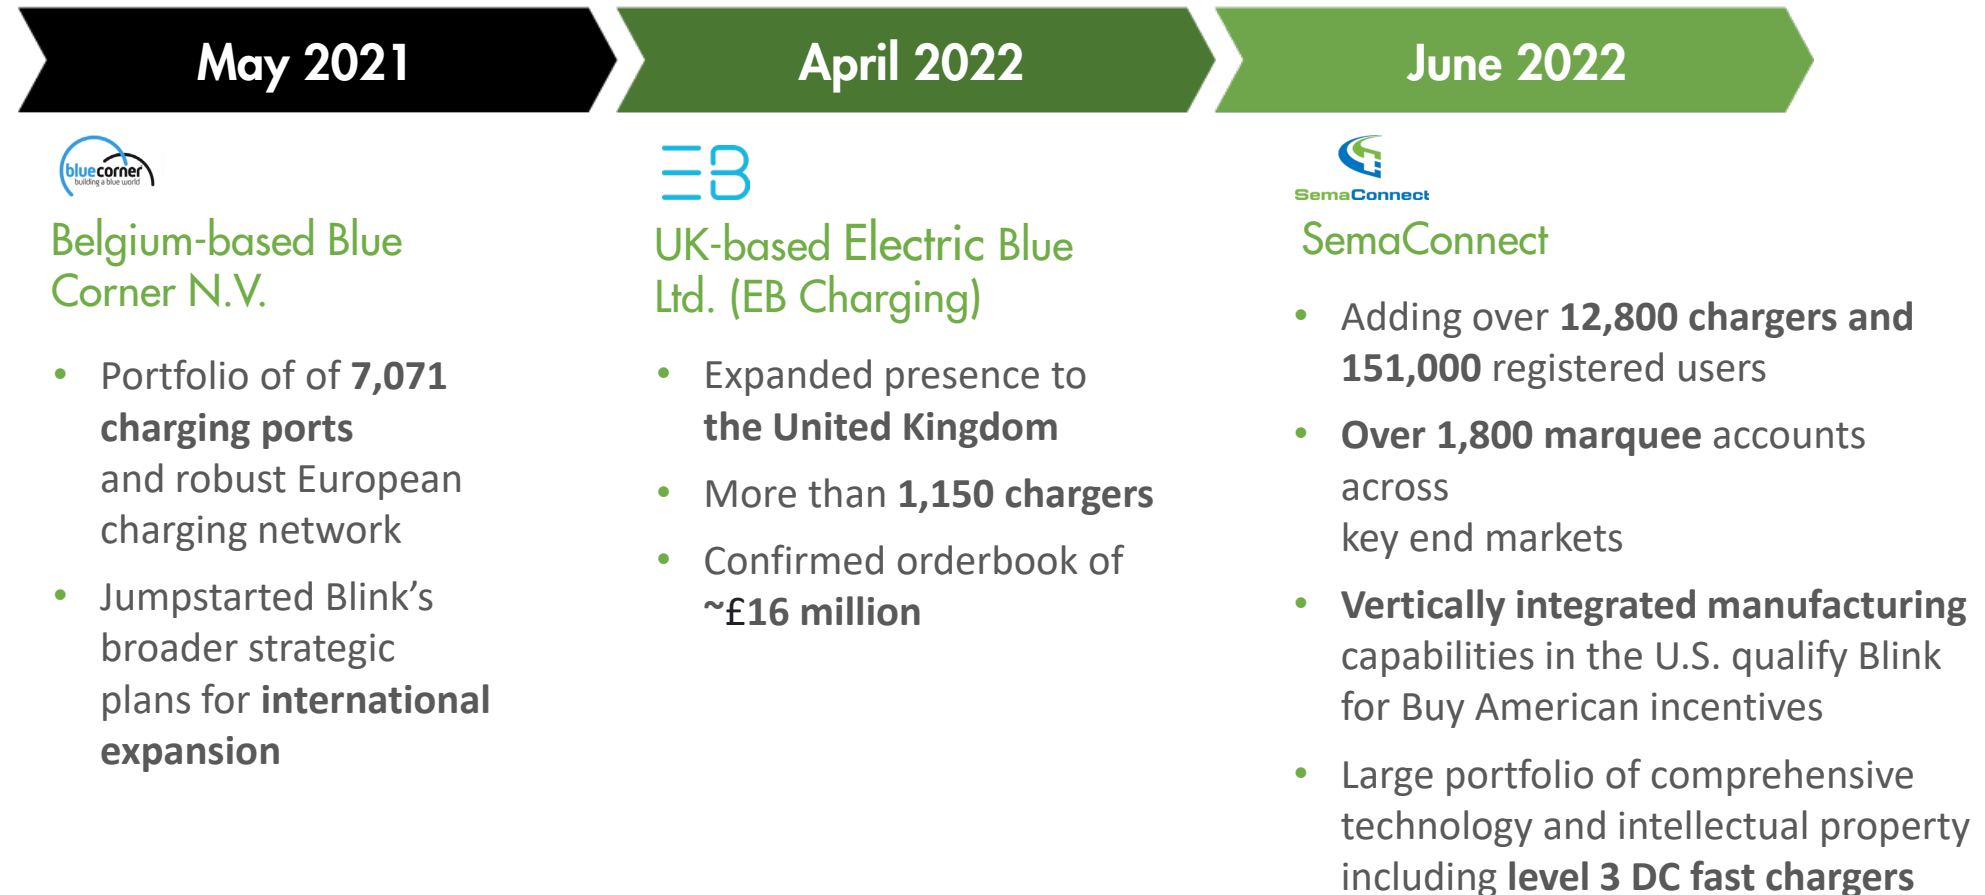 May 2021
April 2022
June 2022
bluecorner
building a blue world
Belgium-based Blue
Corner N.V.
• Portfolio of of 7,071
charging ports
and robust European
charging network
• Jumpstarted Blink’s
broader strategic
plans for international
expansion
EB
UK-based Electric Blue
Ltd. (EB Charging)
• Expanded presence to
the United Kingdom
• More than 1,150 chargers
• Confirmed orderbook of
~£16 million
SemaConnect
SemaConnect
• Adding over 12,800 chargers and
151,000 registered users
• Over 1,800 marquee accounts
across
key end markets
• Vertically integrated manufacturing
capabilities in the U.S. qualify Blink
for Buy American incentives
• Large portfolio of comprehensive
technology and intellectual property
including level 3 DC fast chargers